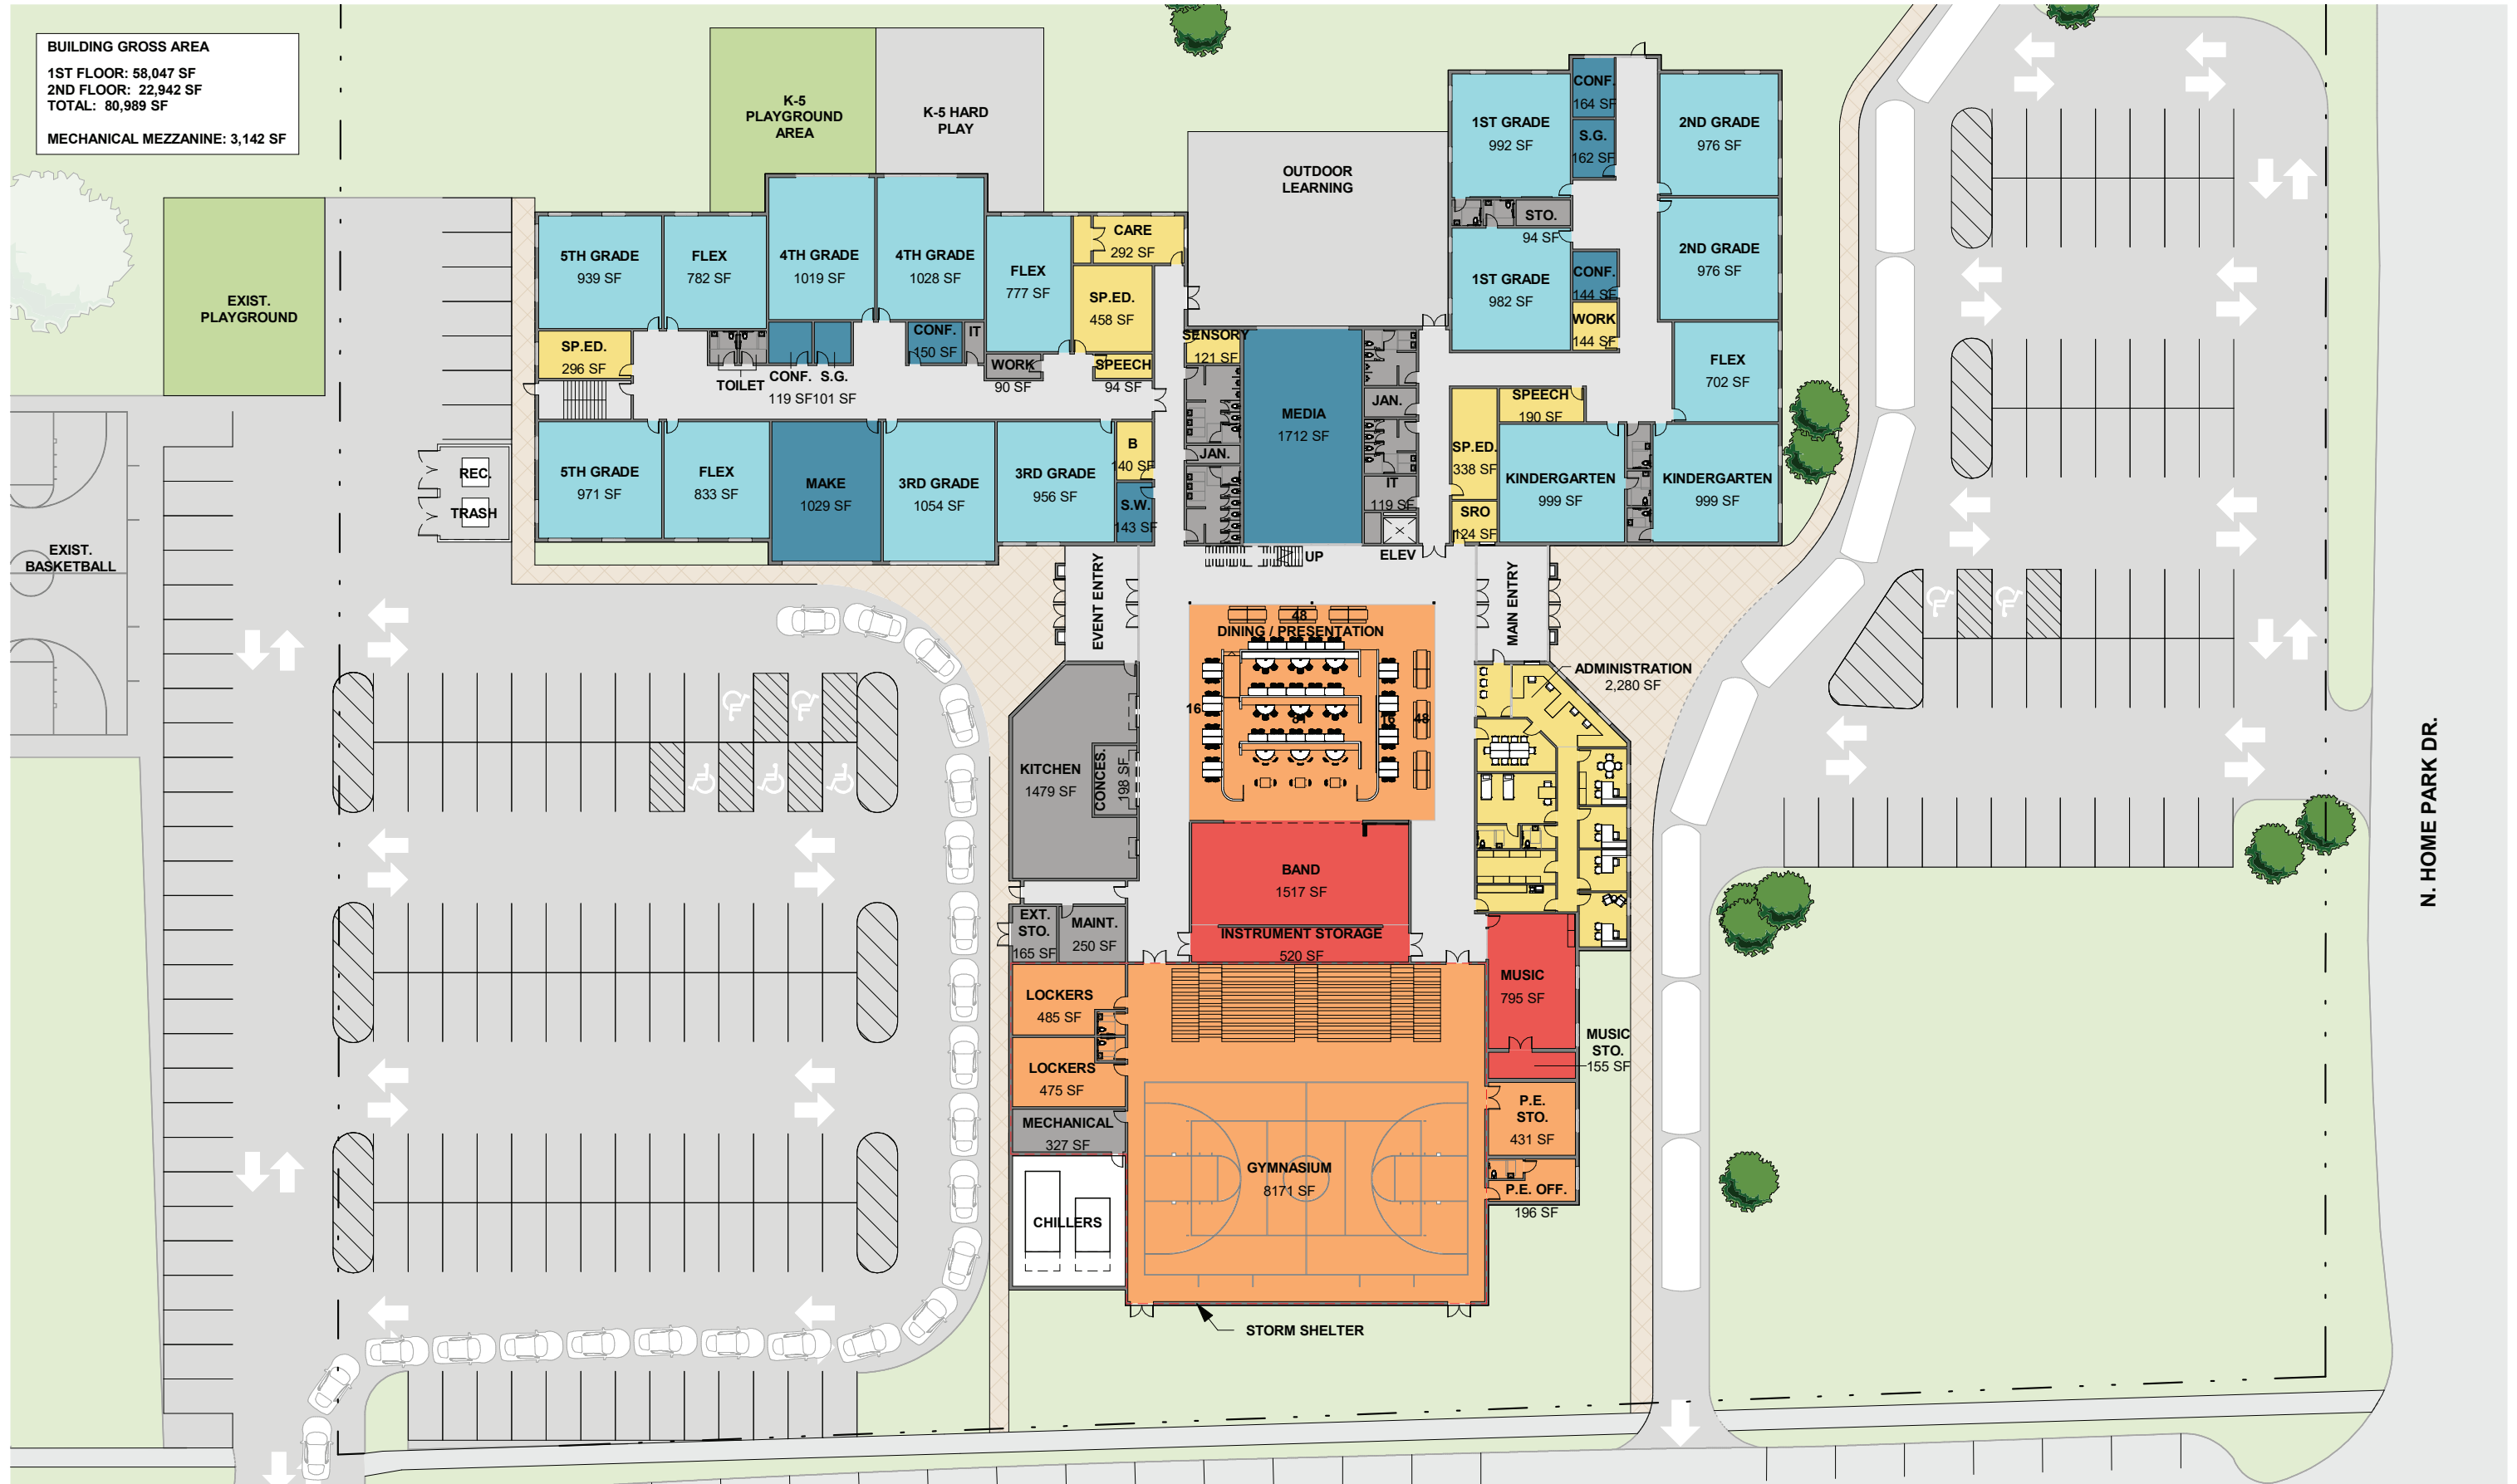 BUILDING GROSS AREA
1ST FLOOR: 58,047 SF
2ND FLOOR: 22,942 SF
TOTAL: 80,989 SF
MECHANICAL MEZZANINE: 3,142 SF
K-5
PLAYGROUND
AREA
K-5 HARD
PLAY
OUTDOOR
LEARNING
1ST GRADE
992 SF
CONF.
164 SF
S.G.
162 SF
2ND GRADE
976 SF
STO.
94 SF
1ST GRADE
982 SF
CONF.
144 SF
WORK
144 SF
2ND GRADE
976 SF
FLEX
702 SF
EXIST.
PLAYGROUND
5TH GRADE
939 SF
FLEX
782 SF
4TH GRADE
1019 SF
4TH GRADE
1028 SF
FLEX
777 SF
CARE
292 SF
SP.ED.
458 SF
SP.ED.
296 SF
TOILET
CONF.
119 SF
S.G.
101 SF
CONF.
150 SF
IT
WORK
90 SF
SPEECH
94 SF
SENSORY
121 SF
MEDIA
1712 SF
JAN.
JAN.
IT
119 SF
SPEECH
190 SF
SP.ED.
338 SF
SRO
124 SF
KINDERGARTEN
999 SF
KINDERGARTEN
999 SF
REC.
TRASH
5TH GRADE
971 SF
FLEX
833 SF
MAKE
1029 SF
3RD GRADE
1054 SF
3RD GRADE
956 SF
B
140 SF
S.W.
143 SF
EXIST.
BASKETBALL
UP
ELEV
EVENT ENTRY
MAIN ENTRY
48
DINING / PRESENTATION
16
81
16
48
ADMINISTRATION
2,280 SF
KITCHEN
1479 SF
CONCES.
198 SF
BAND
1517 SF
INSTRUMENT STORAGE
520 SF
EXT.
STO.
165 SF
MAINT.
250 SF
LOCKERS
485 SF
LOCKERS
475 SF
MECHANICAL
327 SF
CHILLERS
GYMNASIUM
8171 SF
MUSIC
795 SF
MUSIC
STO.
155 SF
P.E.
STO.
431 SF
P.E. OFF.
196 SF
STORM SHELTER
N. HOME PARK DR.